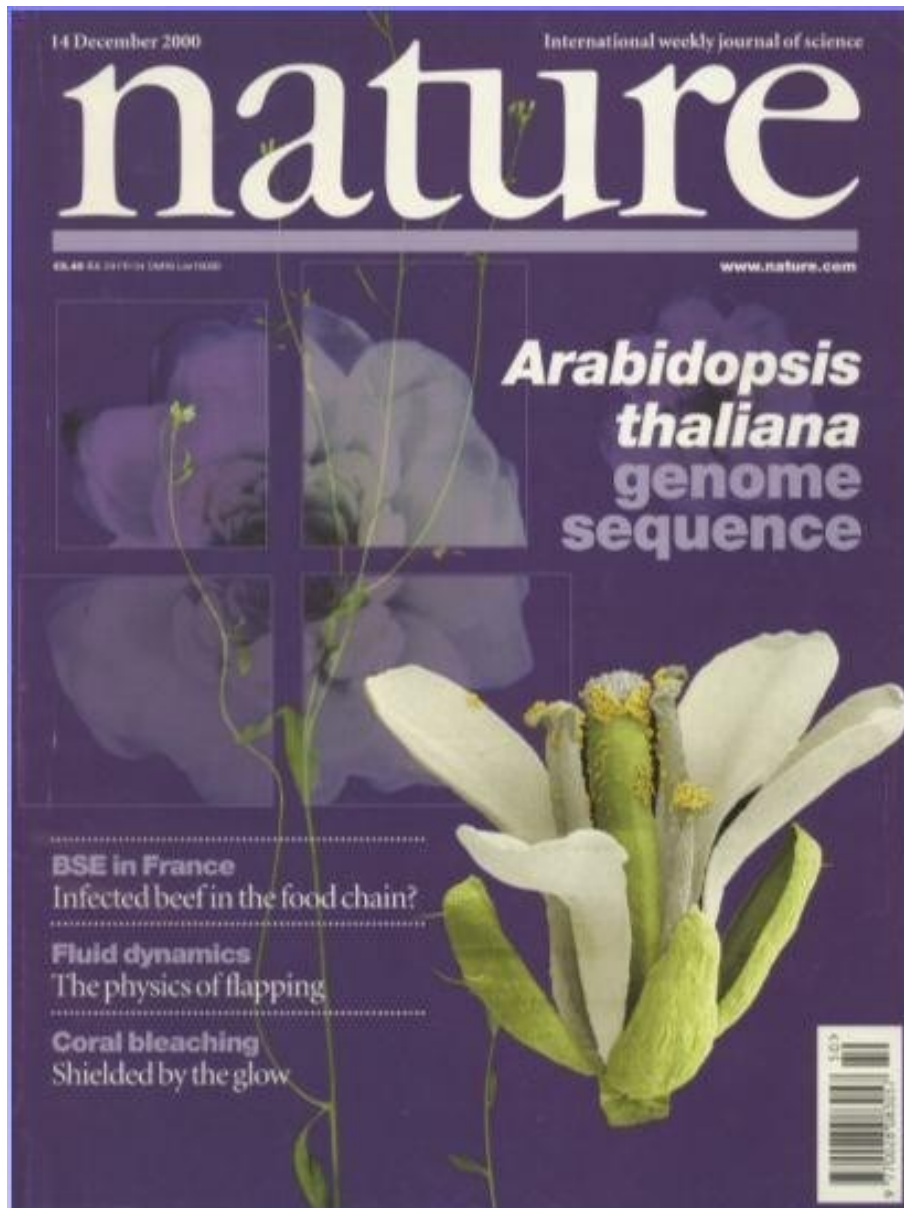 14 December 2000
International weekly journal of science
nature
www.nature.com
Arabidopsis
thaliana
genome
sequence
BSE in France
Infected beef in the food chain?
Fluid dynamics
The physics of flapping
Coral bleaching
Shielded by the glow
50>